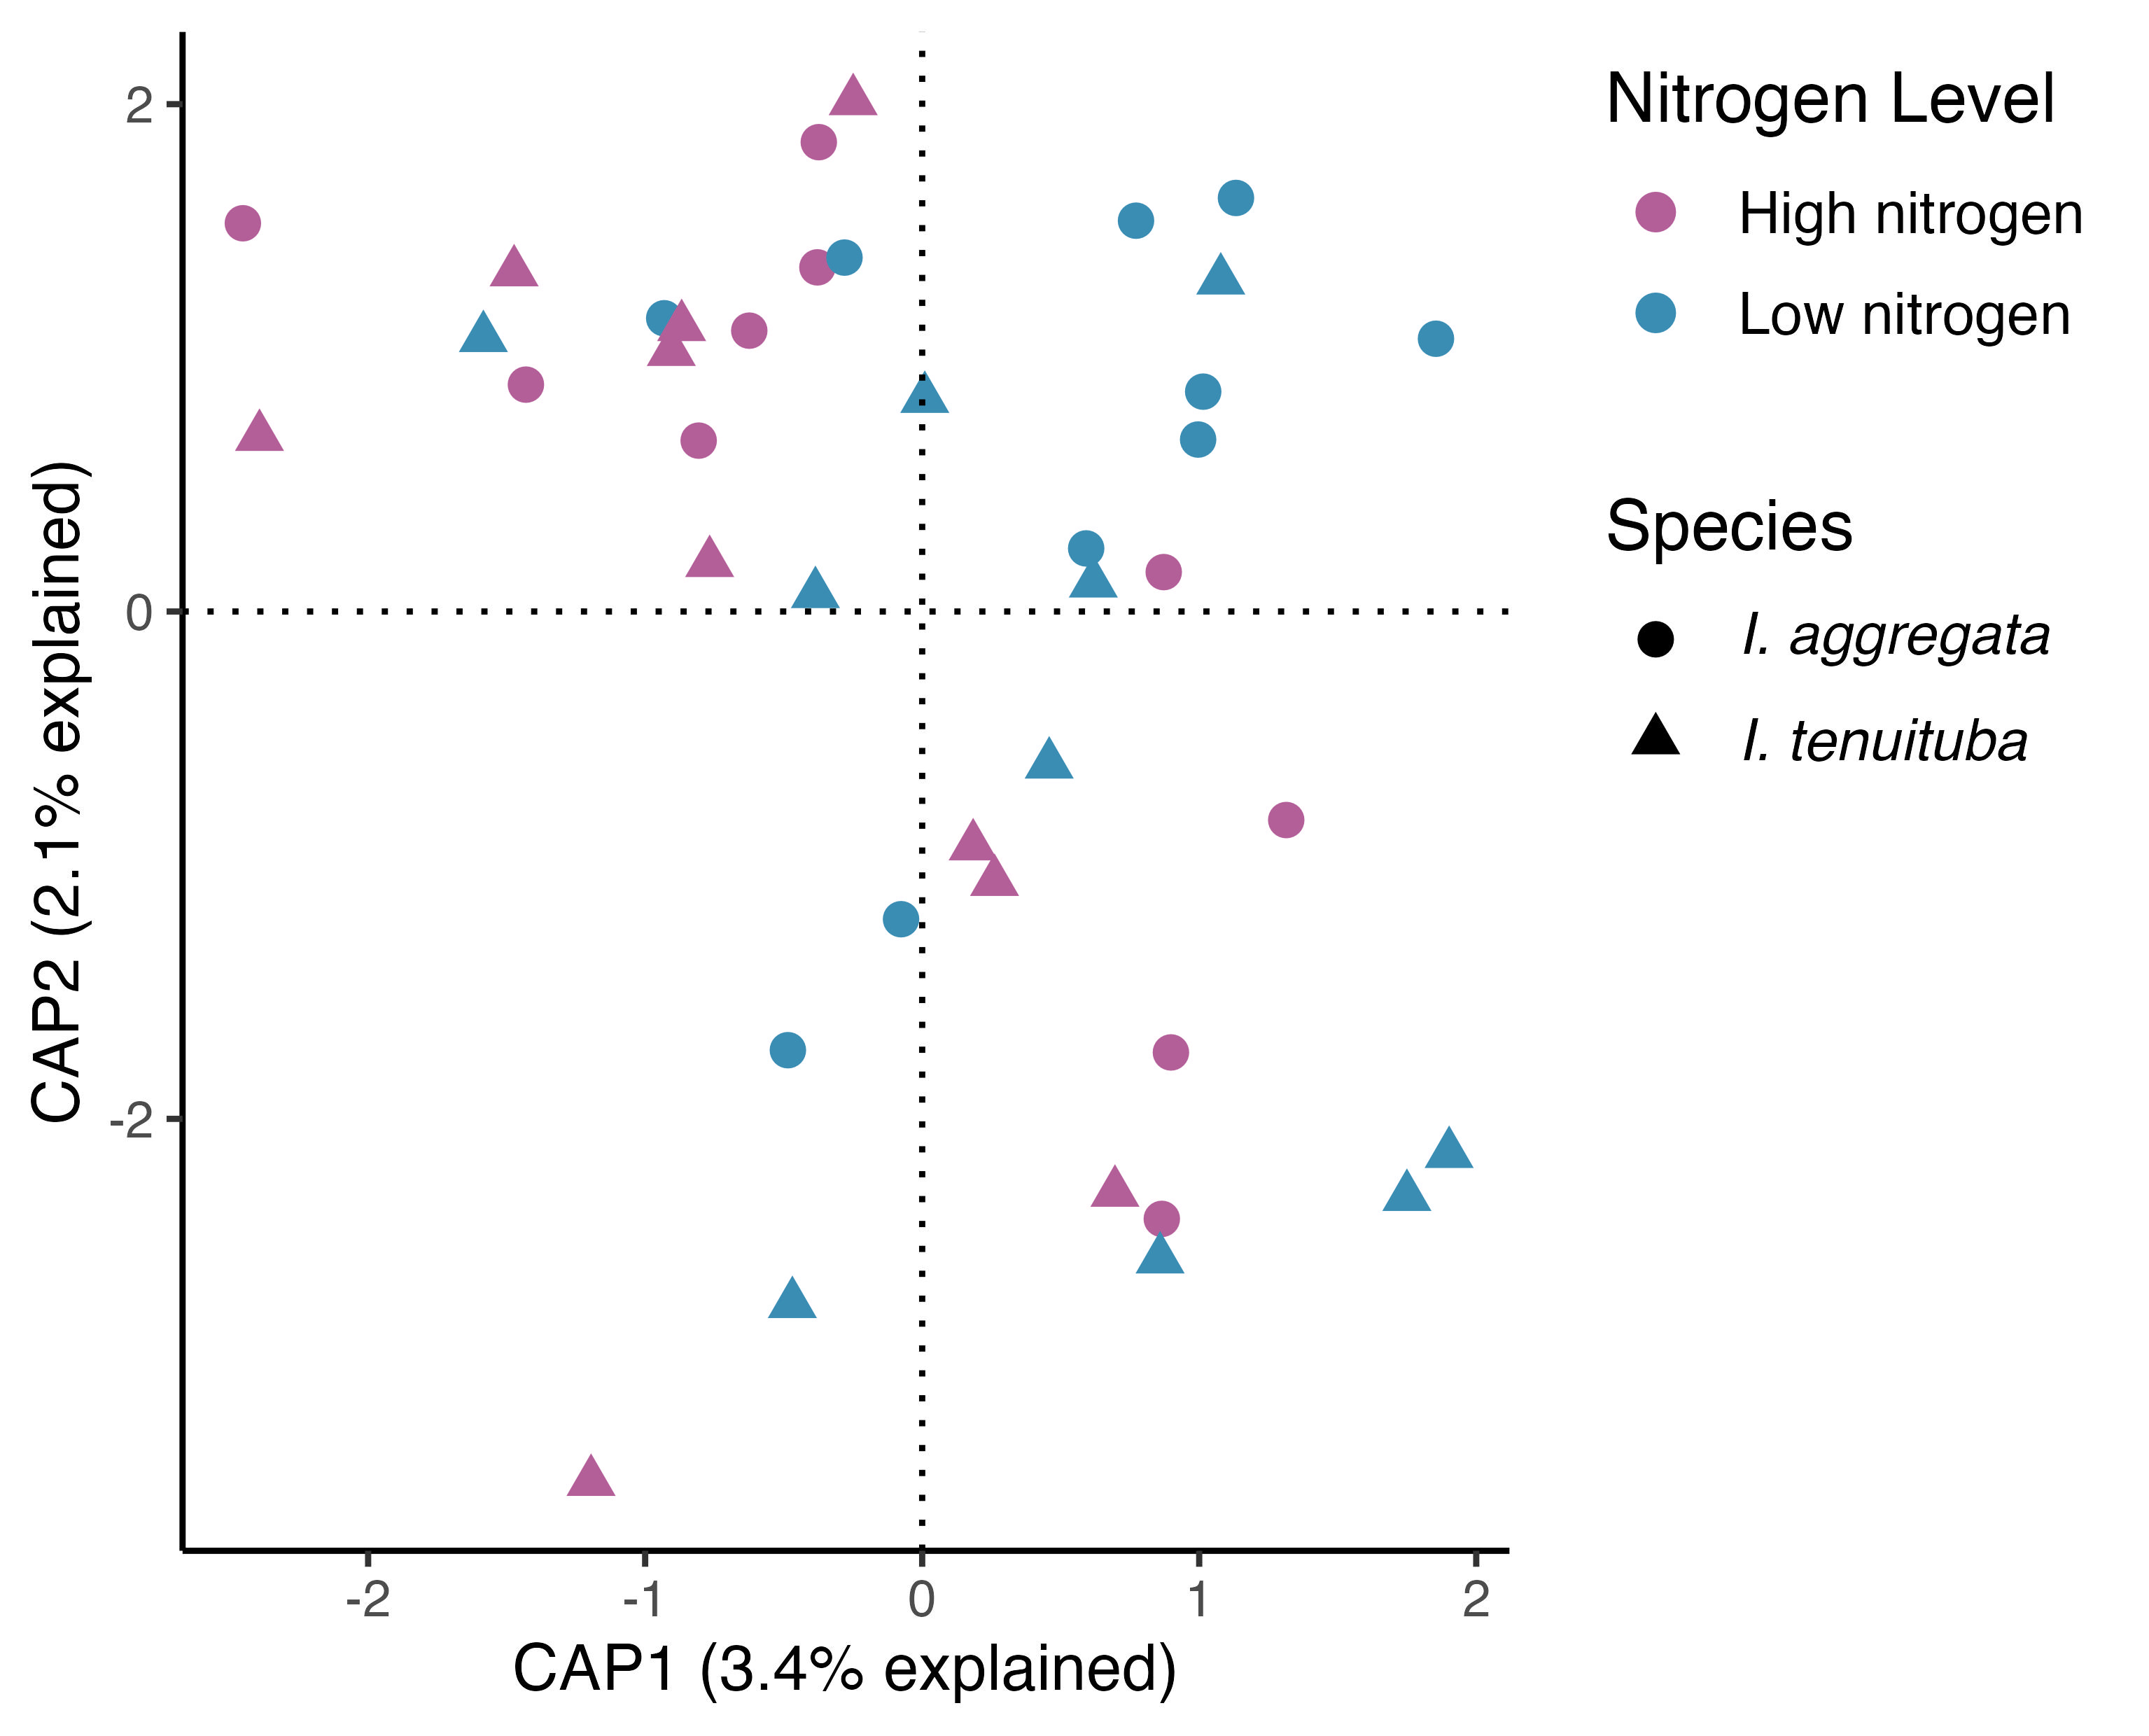 Nitrogen Level
High nitrogen
Low nitrogen
Species
I. aggregata
I. tenuituba
CAP2 (2.1% explained)
2
0
-2
-2
-1
0
1
2
CAP1 (3.4% explained)